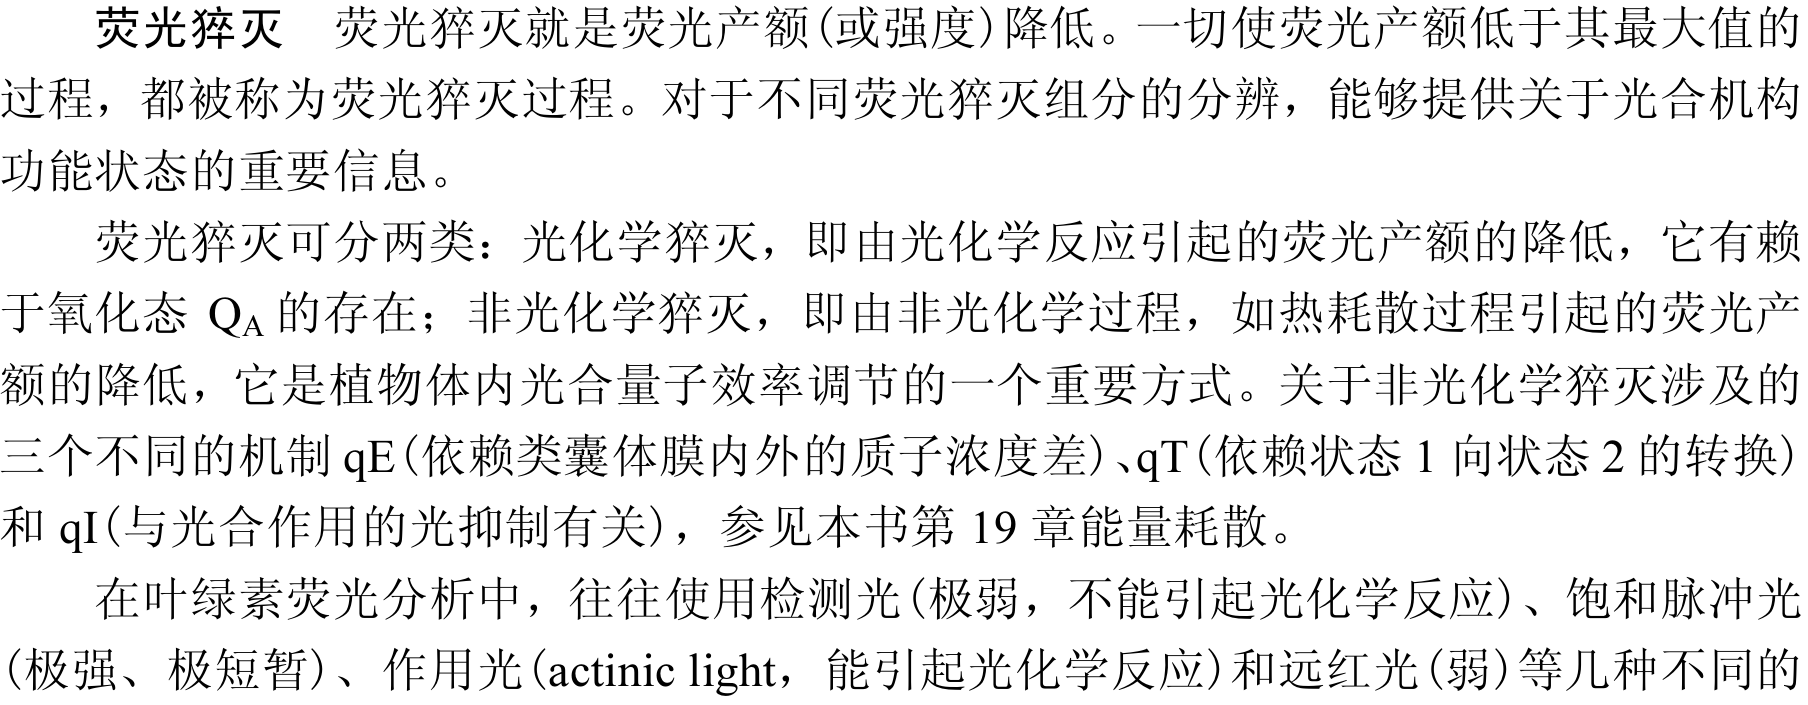 荧光猝灭　荧光猝灭就是荧光产额(或强度)降低。一切使荧光产额低于其最大值的
过程，都被称为荧光猝灭过程。对于不同荧光猝灭组分的分辨，能够提供关于光合机构
功能状态的重要信息。
荧光猝灭可分两类：光化学猝灭，即由光化学反应引起的荧光产额的降低，它有赖
于氧化态 QA 的存在；非光化学猝灭，即由非光化学过程，如热耗散过程引起的荧光产
额的降低，它是植物体内光合量子效率调节的一个重要方式。关于非光化学猝灭涉及的
三个不同的机制 qE(依赖类囊体膜内外的质子浓度差)、qT(依赖状态 1 向状态 2 的转换)
和 qI(与光合作用的光抑制有关)，参见本书第 19 章能量耗散。
在叶绿素荧光分析中，往往使用检测光(极弱，不能引起光化学反应)、饱和脉冲光
(极强、极短暂)、作用光(actinic light，能引起光化学反应)和远红光(弱)等几种不同的